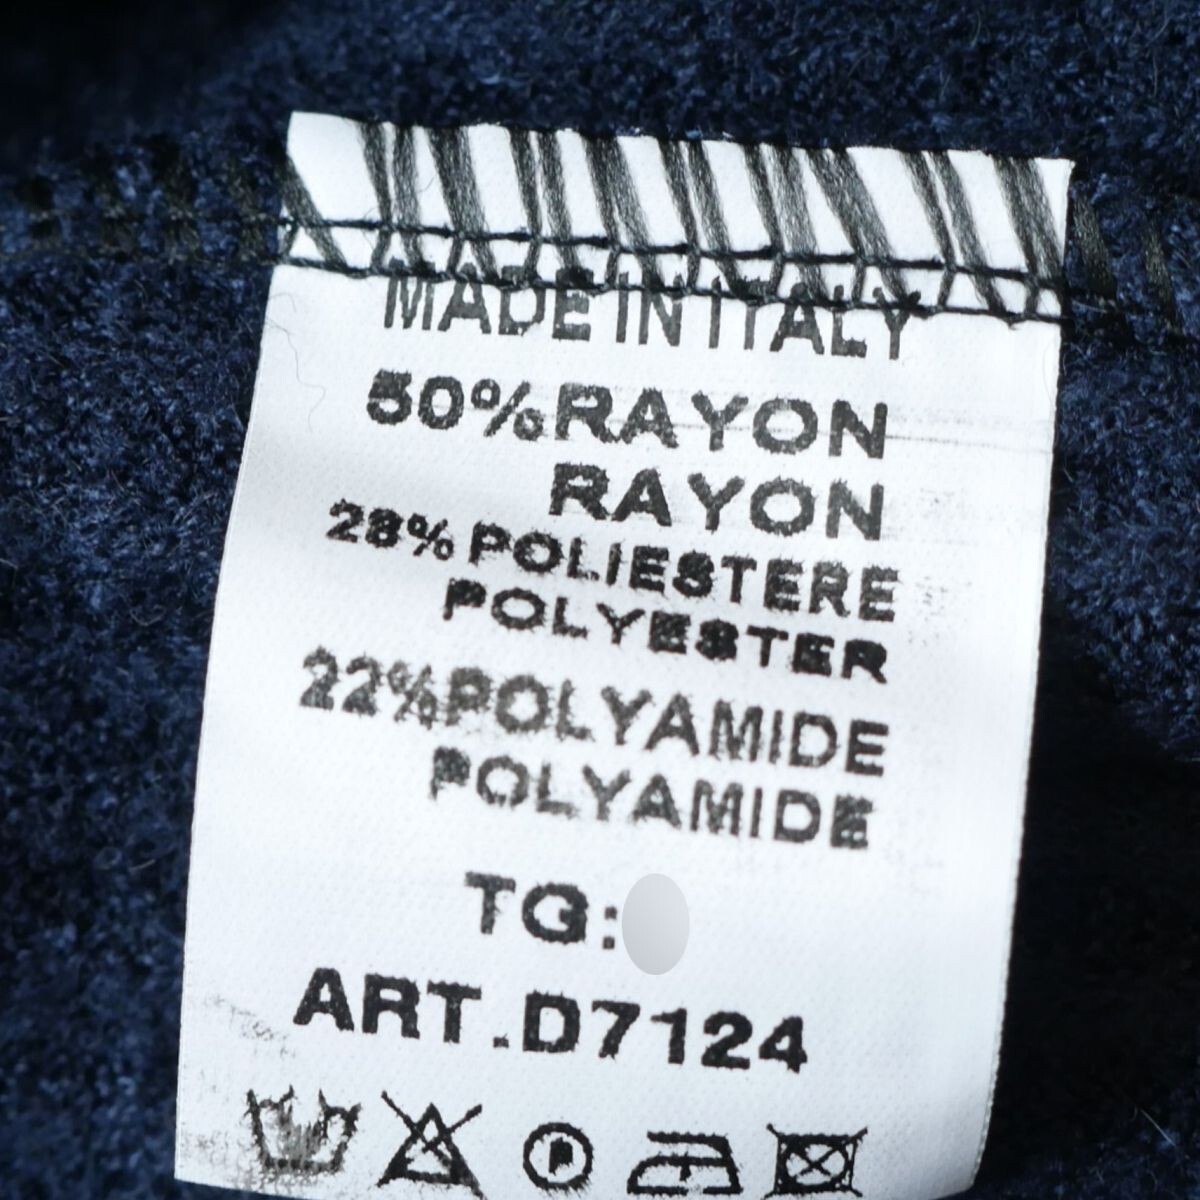 MADE IN ITALY
50% RAYON
RAYON
28% POLIESTERE
POLYESTER
22% POLYAMIDE
POLYAMIDE
TG:
ART.D7124
P